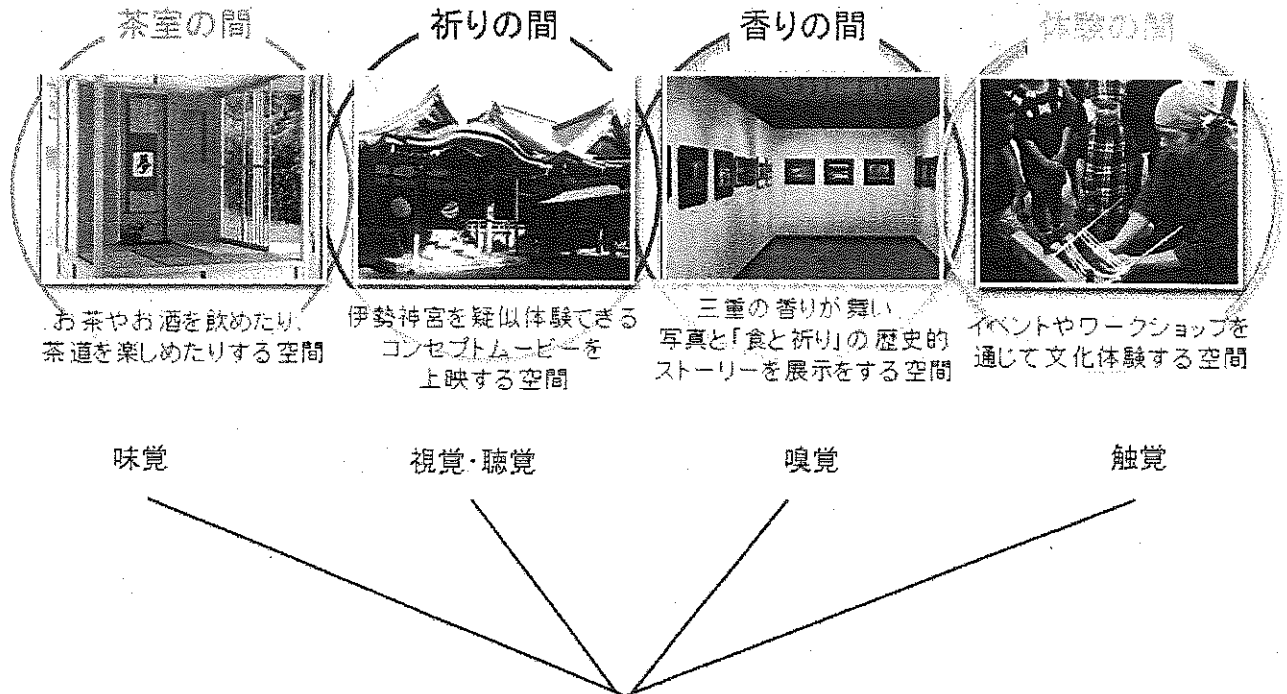 茶室の間
祈りの間
香りの間
体験の間
お茶やお酒を飲めたり、
茶道を楽しめたりする空間
伊勢神宮を疑似体験できる
コンセプトムービーを
上映する空間
三重の香りが舞い
写真と「食と祈り」の歴史的
ストーリーを展示をする空間
イベントやワークショップを
通じて文化体験する空間
味覚
視覚・聴覚
嗅覚
触覚